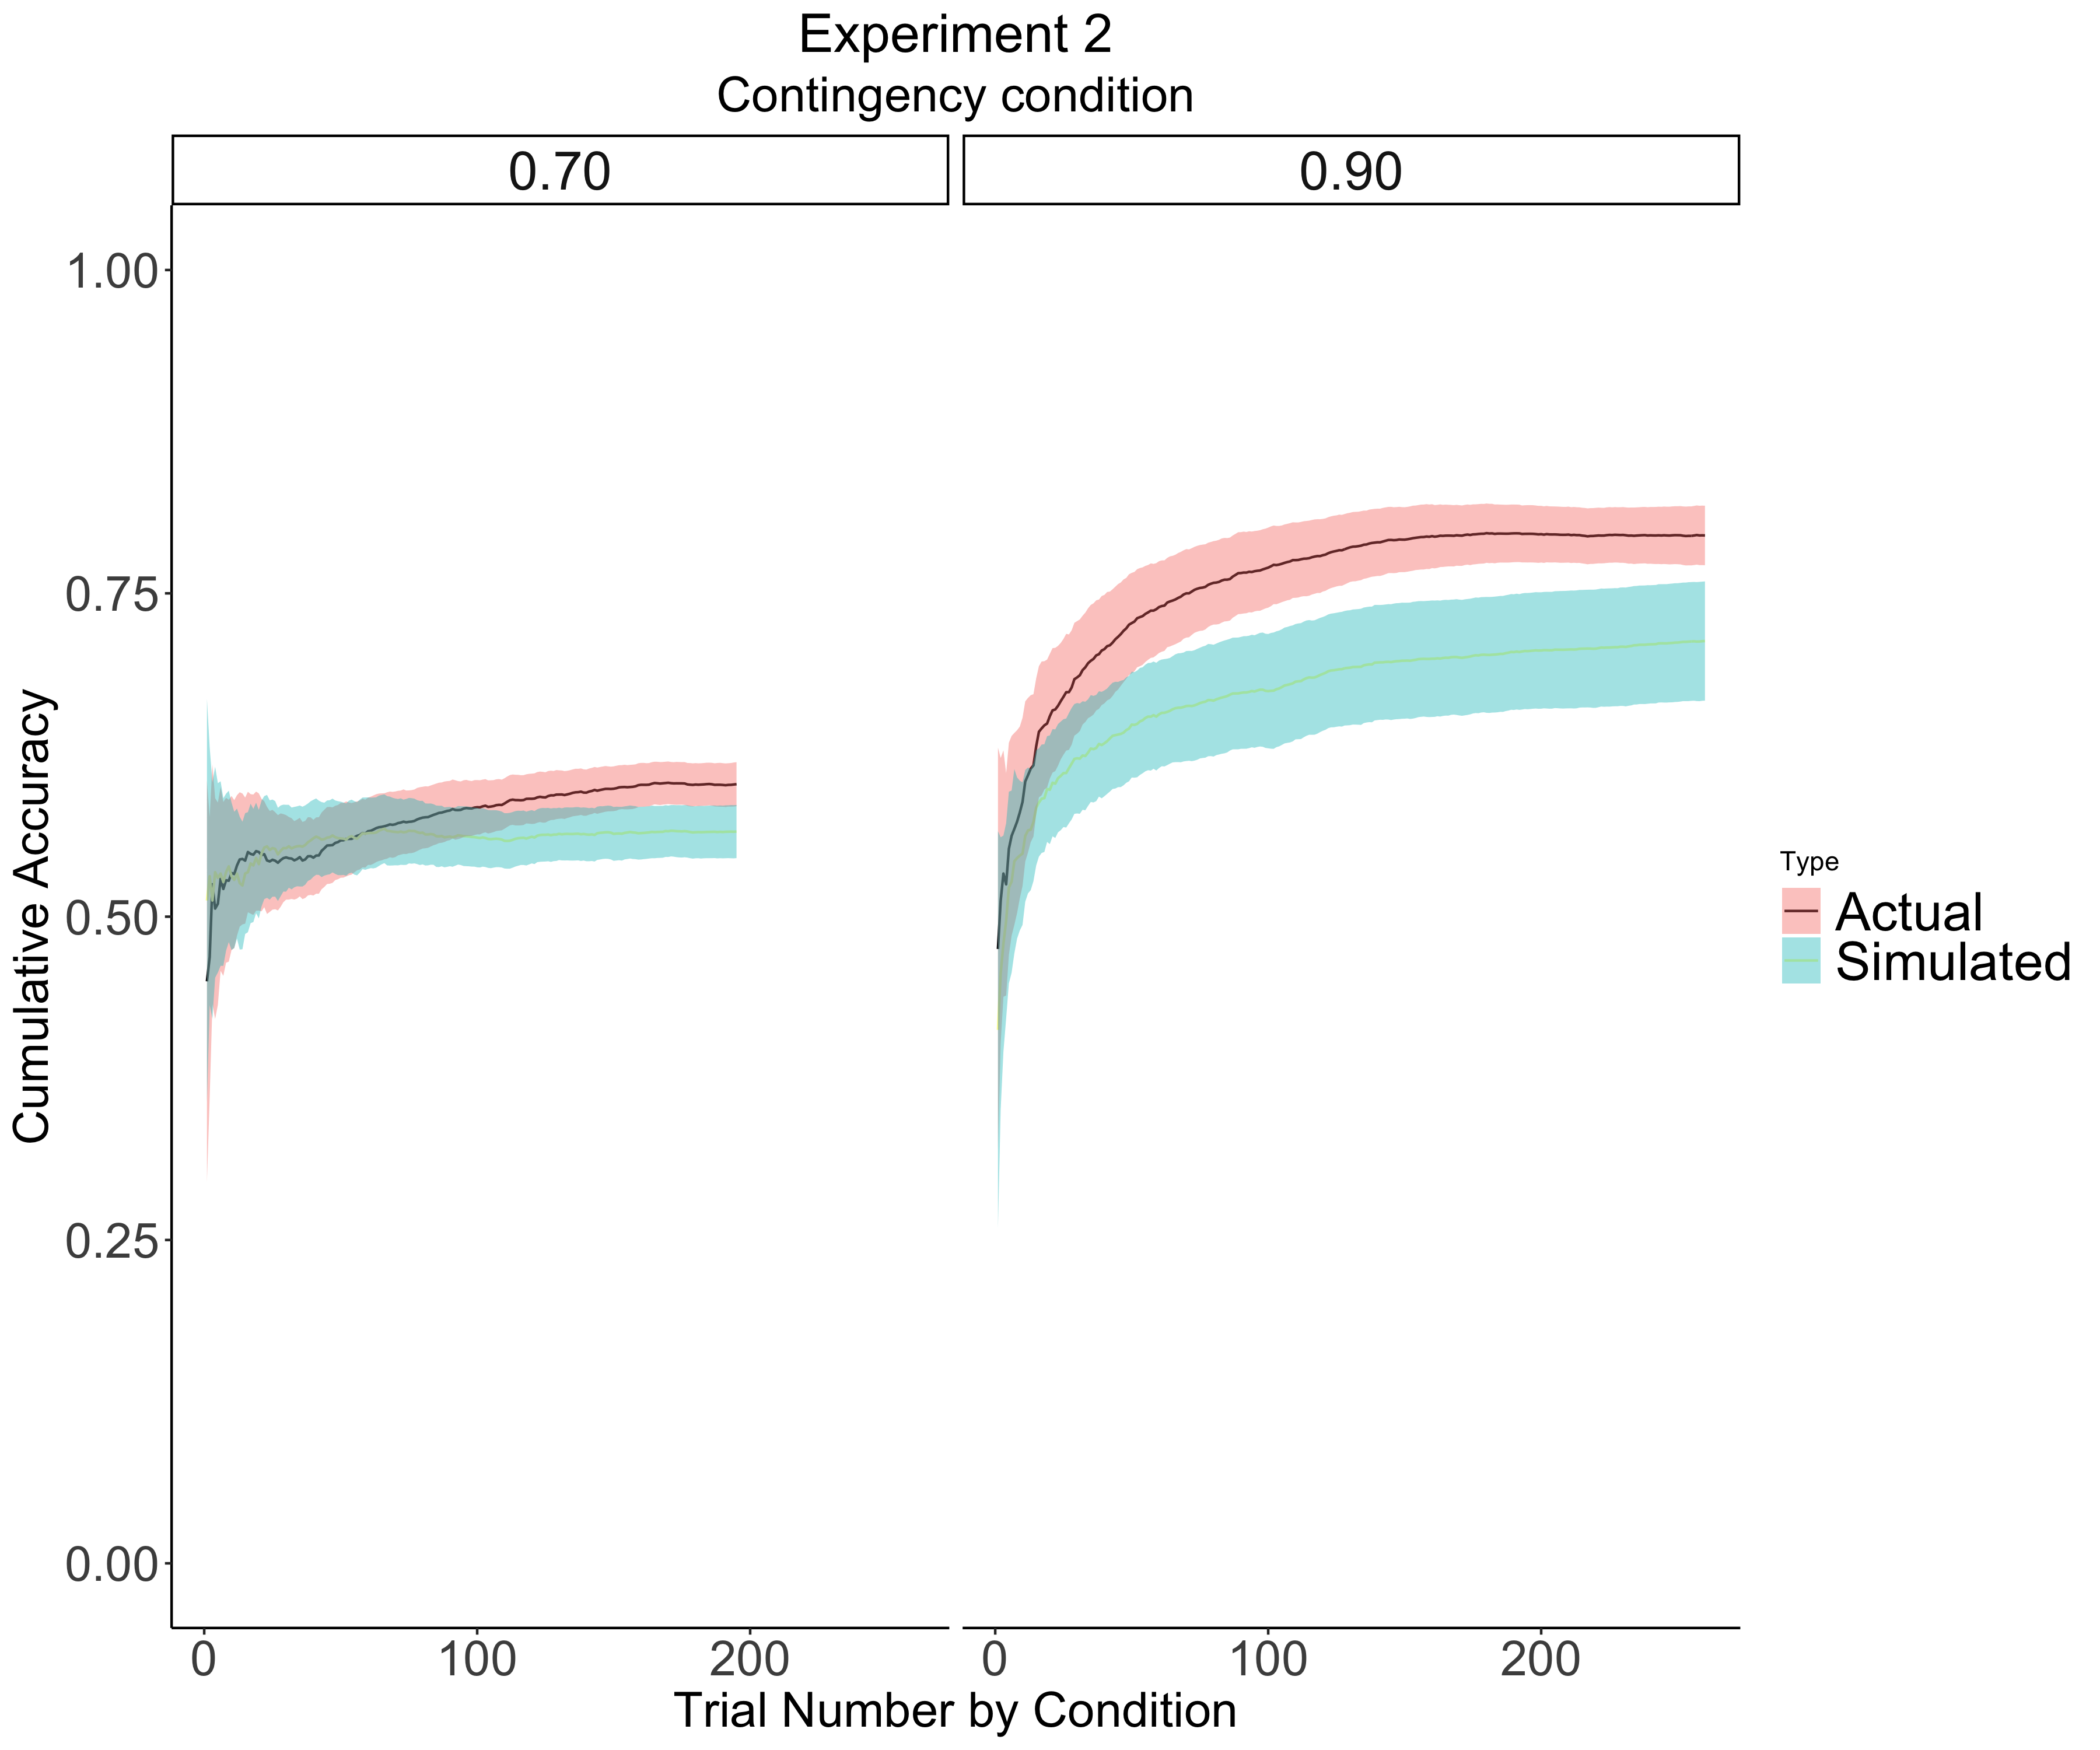 Experiment 2
Contingency condition
0.70
0.90
1.00
0.75
0.50
0.25
0.00
Cumulative Accuracy
0
100
200
0
100
200
Trial Number by Condition
Type
Actual
Simulated